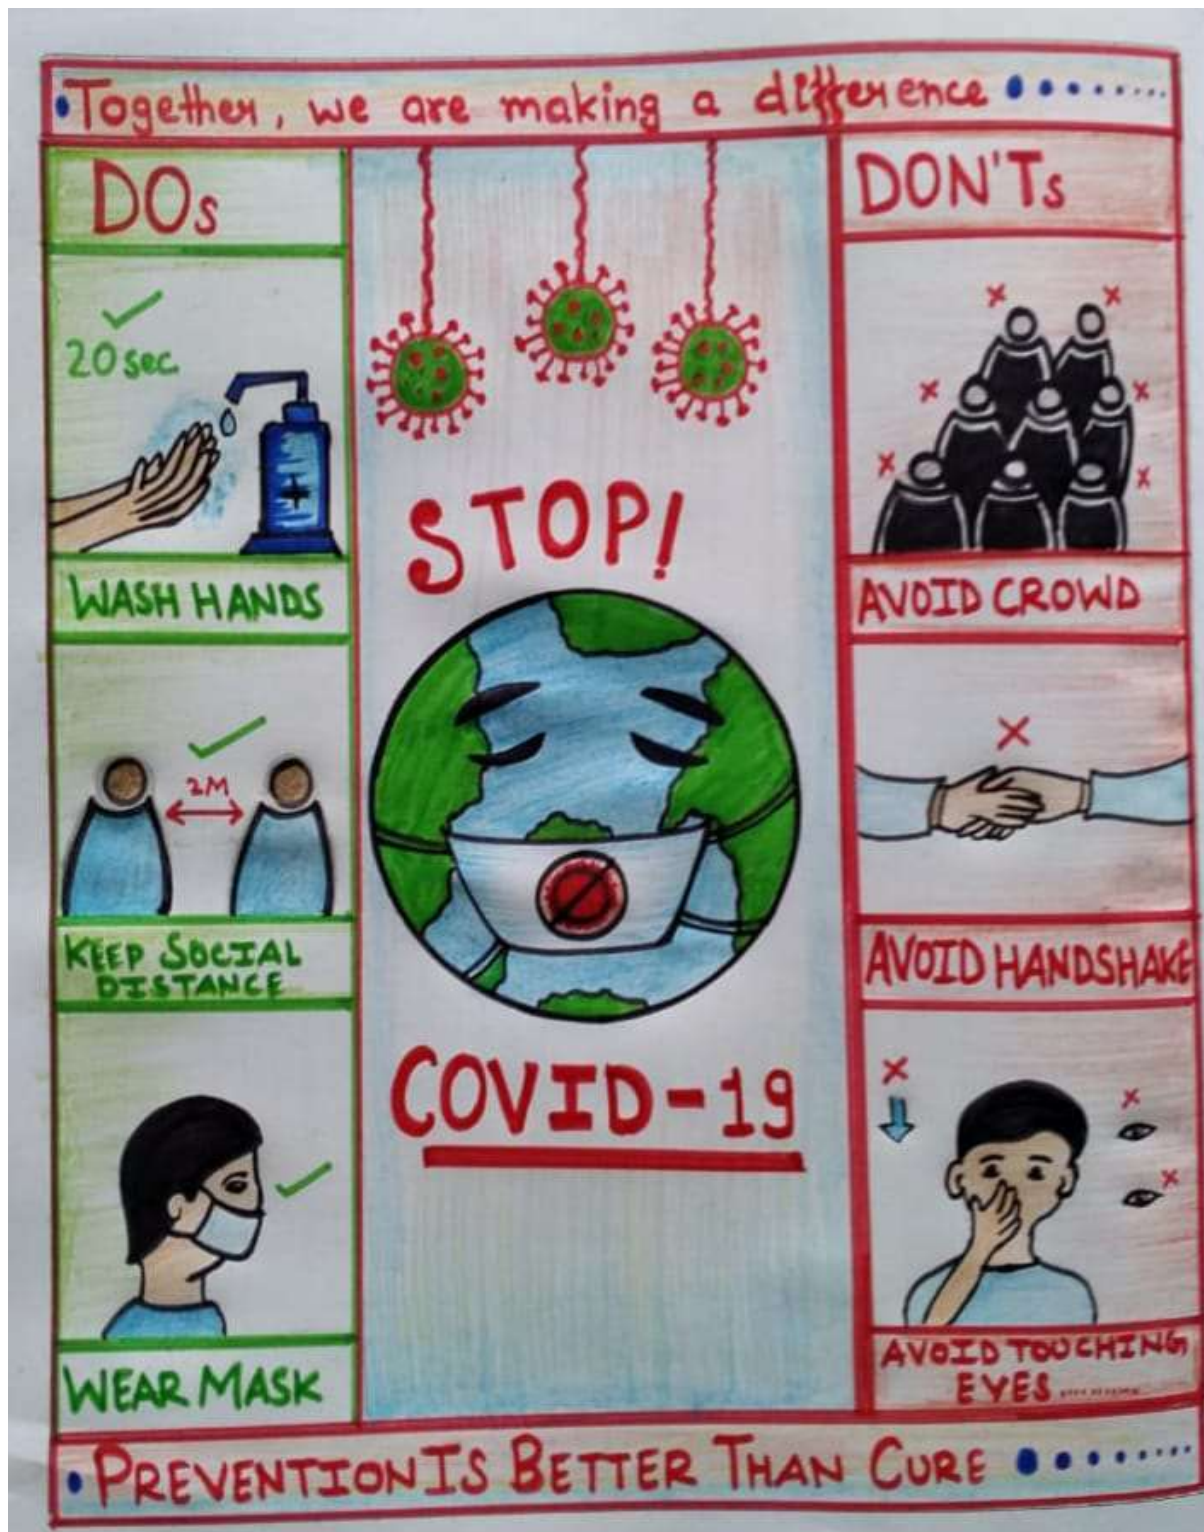 Together, we are making a difference
DOs
20 sec
WASH HANDS
2M
KEEP SOCIAL
DISTANCE
WEAR MASK
STOP!
COVID-19
DON'Ts
AVOID CROWD
AVOID HANDSHAKE
AVOID TOUCHING
EYES..........
PREVENTION IS BETTER THAN CURE